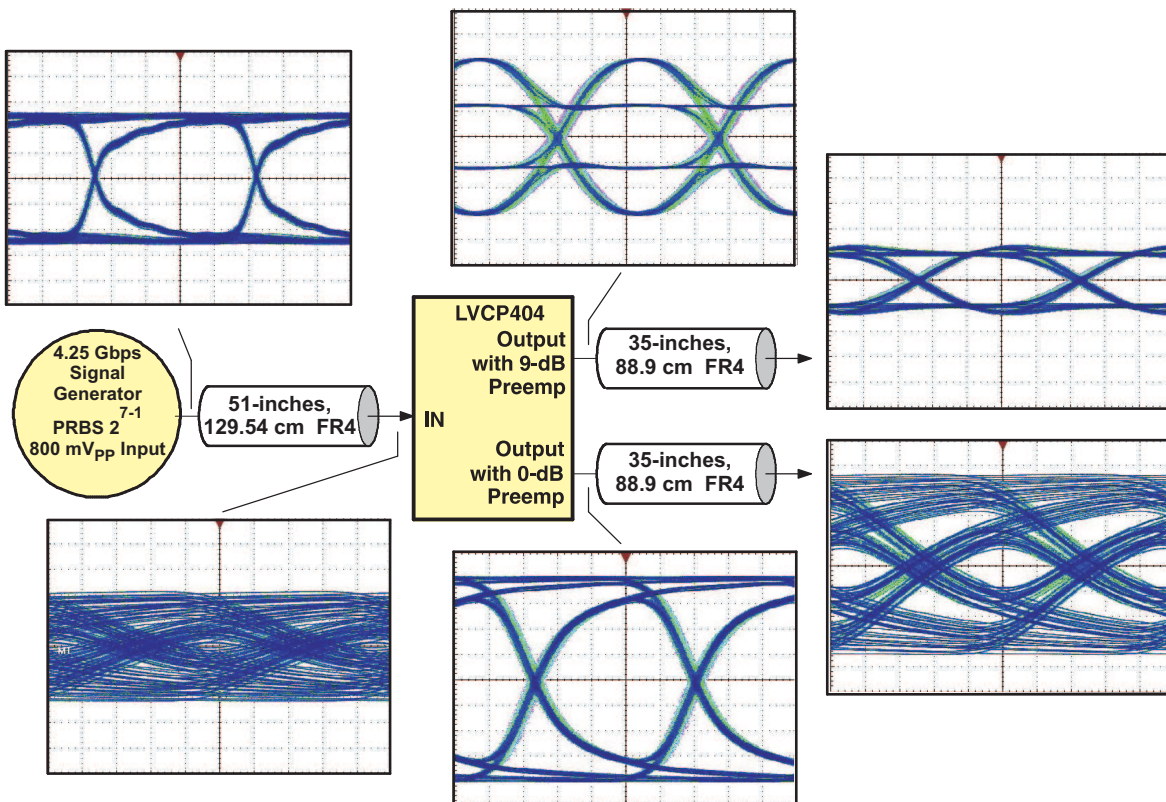 4.25 Gbps
Signal
Generator
PRBS 2 7-1
800 mVPP Input
51-inches,
129.54 cm FR4
LVCP404
Output
with 9-dB
Preemp
IN
Output
with 0-dB
Preemp
35-inches,
88.9 cm FR4
35-inches,
88.9 cm FR4
M1